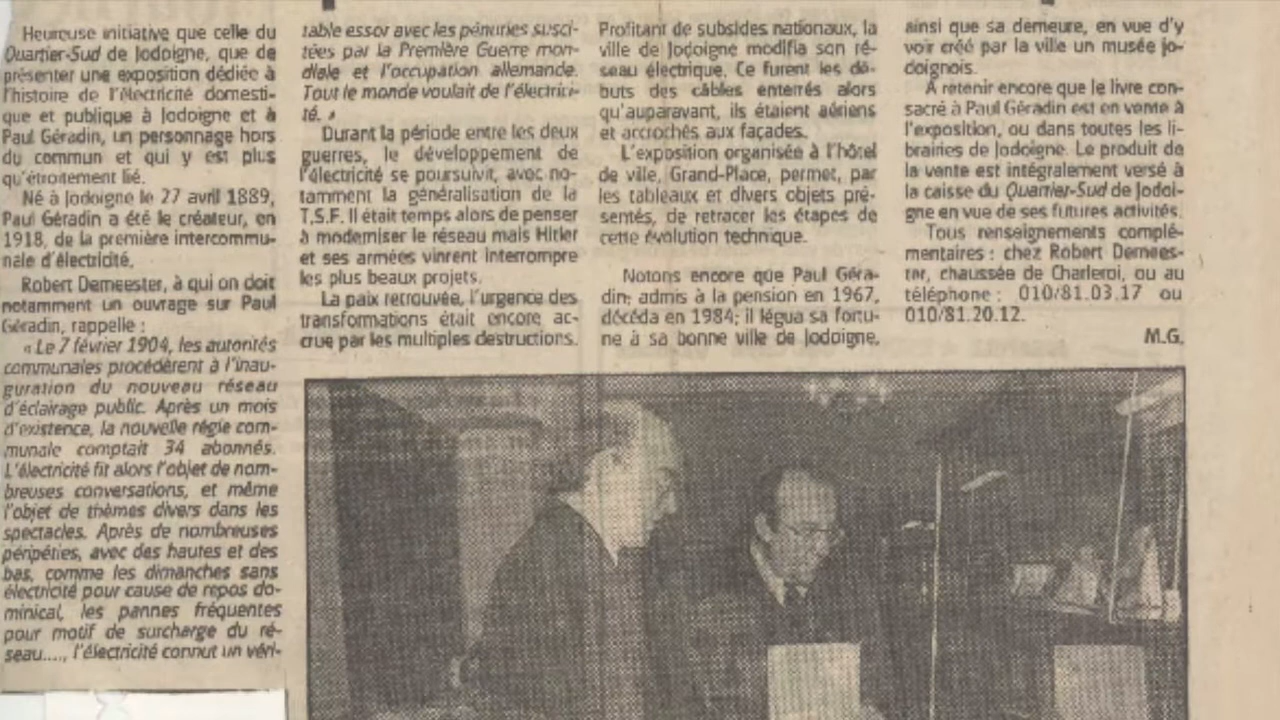 Heureuse initiative que celle du
Quartier-Sud de Jodoigne, que de
présenter une exposition dédiée à
l'histoire de l'électricité domesti-
que et publique à Jodoigne et à
Paul Géradin, un personnage hors
du commun et qui y est plus
qu'étroitement lié.
Né à Jodoigne le 27 avril 1889,
Paul Géradin a été le créateur, en
1918, de la première intercommu-
nale d'électricité.
Robert Demeester, à qui on doit
notamment un ouvrage sur Paul
Géradin, rappelle :
« Le 7 février 1904, les autorités
communales procédèrent à l'inau-
guration du nouveau réseau
d'éclairage public. Après un mois
d'existence, la nouvelle régie com-
munale comptait 34 abonnés.
L'électricité fit alors l'objet de nom-
breuses conversations, et même
l'objet de thèmes divers dans les
spectacles. Après de nombreuses
péripéties, avec des hautes et des
bas, comme les dimanches sans
électricité pour cause de repos do-
minical, les pannes fréquentes
pour motif de surcharge du ré-
seau...., l'électricité connut un véri-
table essor avec les pénuries susci-
tées par la Première Guerre mon-
diale et l'occupation allemande.
Tout le monde voulait de l'électrici-
té. »
Durant la période entre les deux
guerres, le développement de
l'électricité se poursuivit, avec no-
tamment la généralisation de la
T.S.F. Il était temps alors de penser
à moderniser le réseau mais Hitler
et ses armées vinrent interrompre
les plus beaux projets.
La paix retrouvée, l'urgence des
transformations était encore ac-
crue par les multiples destructions.
Profitant de subsides nationaux, la
ville de Jodoigne modifia son ré-
seau électrique. Ce furent les dé-
buts des câbles enterrés alors
qu'auparavant, ils étaient aériens
et accrochés aux façades.
L'exposition organisée à l'hôtel
de ville, Grand-Place, permet, par
les tableaux et divers objets pré-
sentés, de retracer les étapes de
cette évolution technique.
Notons encore que Paul Géra-
din, admis à la pension en 1967,
décéda en 1984; il légua sa fortu-
ne à sa bonne ville de Jodoigne,
ainsi que sa demeure, en vue d'y
voir créé par la ville un musée jo-
doignois.
A retenir encore que le livre con-
sacré à Paul Géradin est en vente à
l'exposition, ou dans toutes les li-
brairies de Jodoigne. Le produit de
la vente est intégralement versé à
la caisse du Quartier-Sud de Jodoi-
gne en vue de ses futures activités.
Tous renseignements complé-
mentaires : chez Robert Demees-
ter, chaussée de Charleroi, ou au
téléphone : 010/81.03.17 ou
010/81.20.12.
M.G.